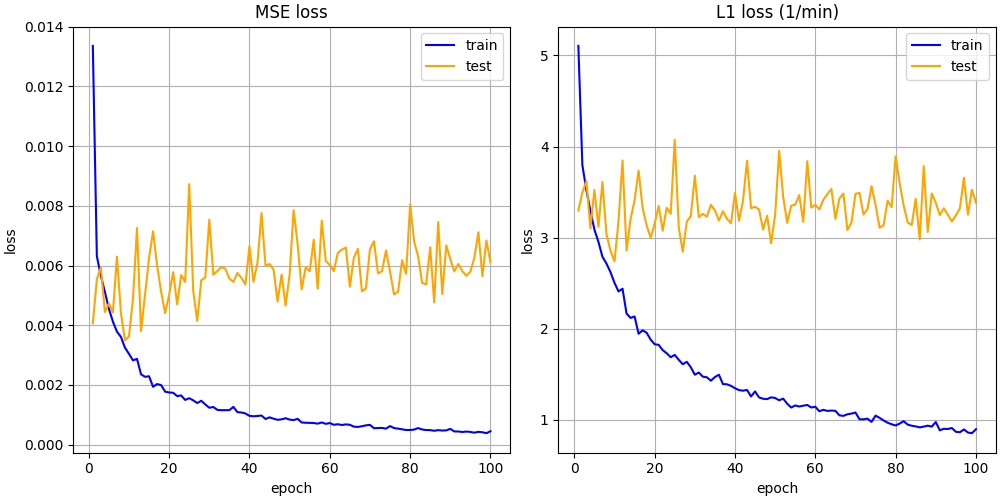 MSE loss
train
test
0.014
0.012
0.010
0.008
0.006
0.004
0.002
0.000
loss
0 20 40 60 80 100
epoch
L1 loss (1/min)
train
test
5
4
3
2
1
loss
0 20 40 60 80 100
epoch